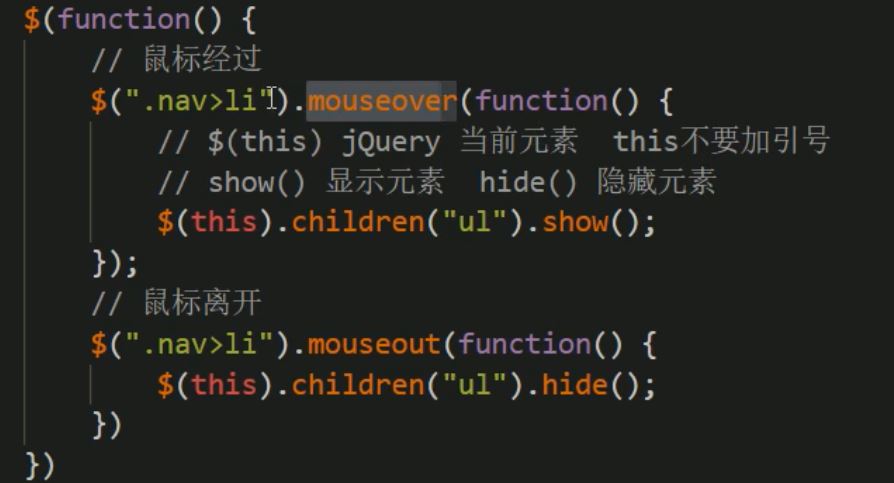 $(function() {
// 鼠标经过
$(".nav>li").mouseover(function() {
// $(this) jQuery 当前元素  this不要加引号
// show() 显示元素  hide() 隐藏元素
$(this).children("ul").show();
});
// 鼠标离开
$(".nav>li").mouseout(function() {
$(this).children("ul").hide();
})
})